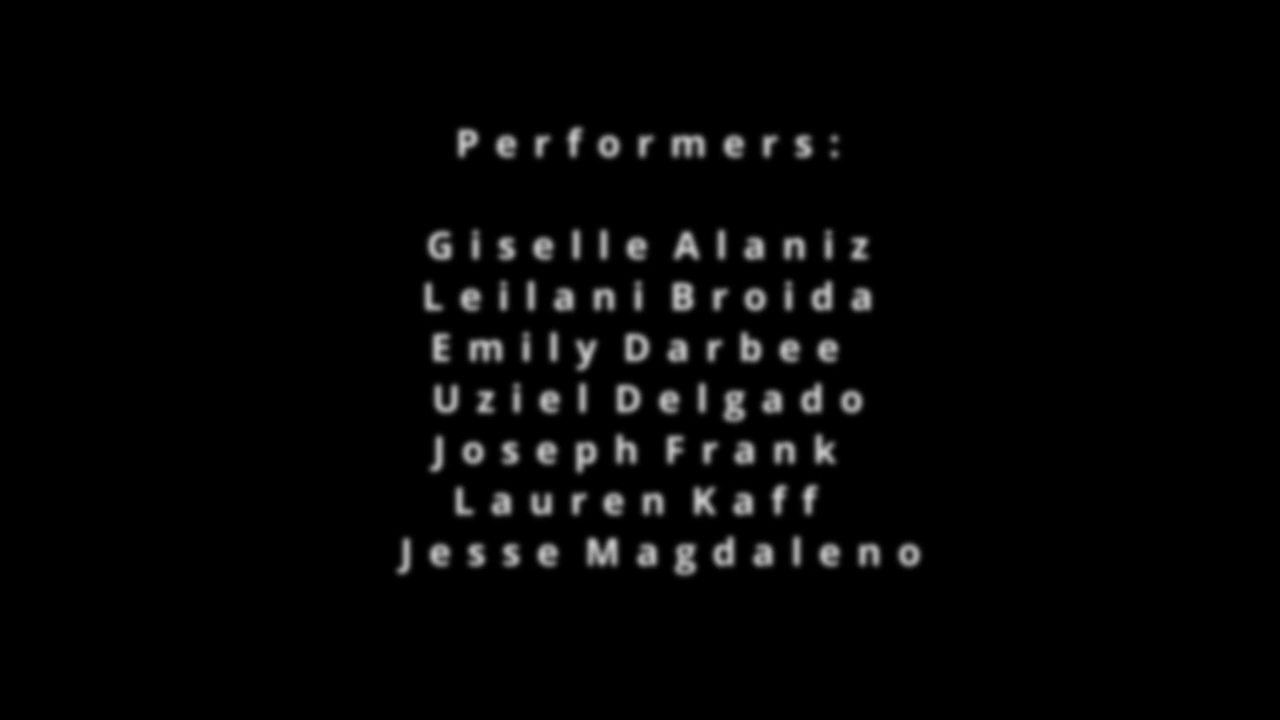 Performers:
Giselle Alaniz
Leilani Broida
Emily Darbee
Uziel Delgado
Joseph Frank
Lauren Kaff
Jesse Magdaleno